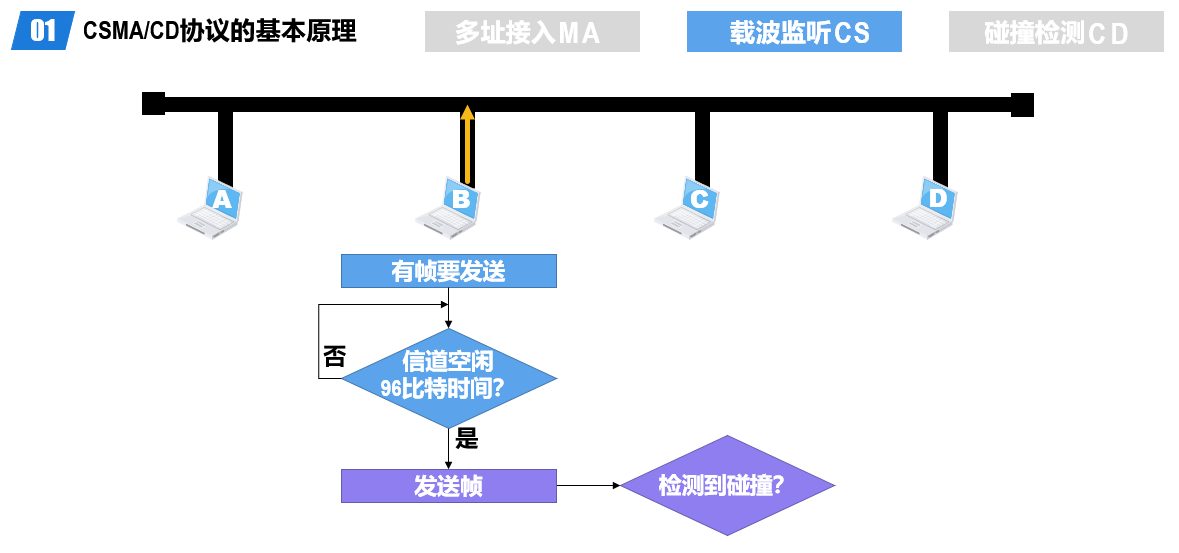 01 CSMA/CD协议的基本原理 多址接入MA 载波监听CS 碰撞检测CD
A B C D
有帧要发送
否
信道空闲
96比特时间?
是
发送帧 检测到碰撞?